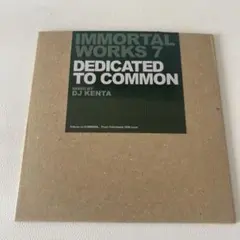 IMMORTAL
WORKS 7
DEDICATED
TO COMMON
MIXED BY
DJ KENTA